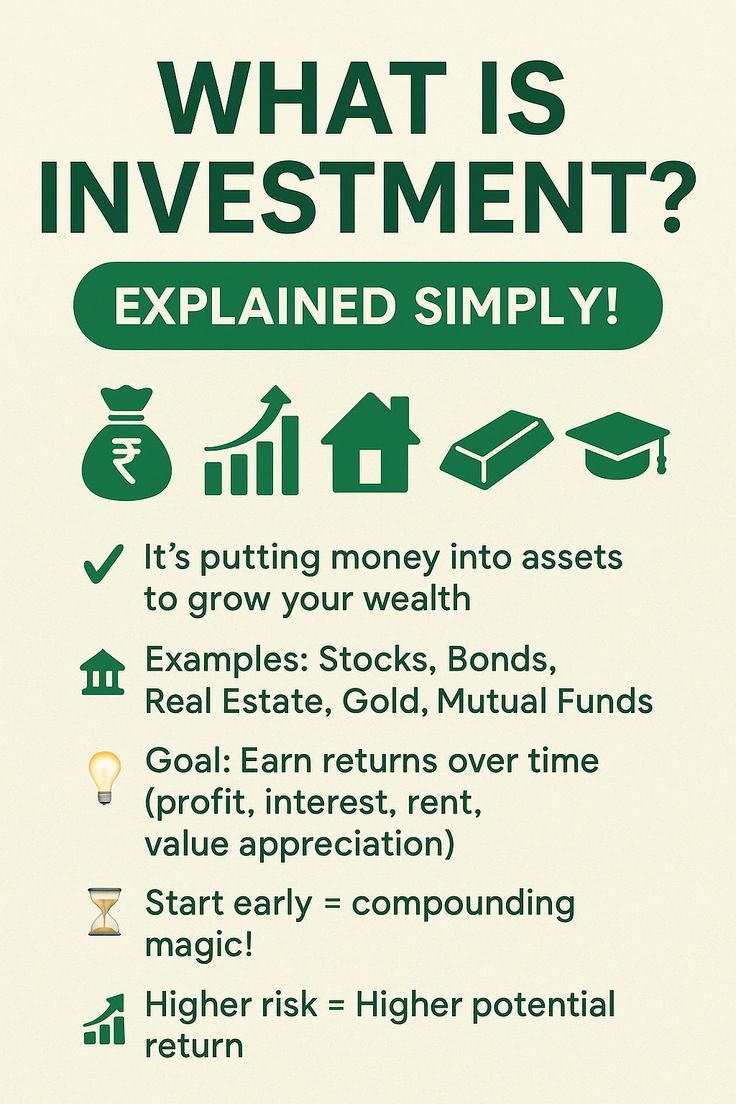 WHAT IS
INVESTMENT?
EXPLAINED SIMPLY!
₹
It's putting money into assets
to grow your wealth
Examples: Stocks, Bonds,
Real Estate, Gold, Mutual Funds
Goal: Earn returns over time
(profit, interest, rent,
value appreciation)
Start early = compounding
magic!
Higher risk = Higher potential
return